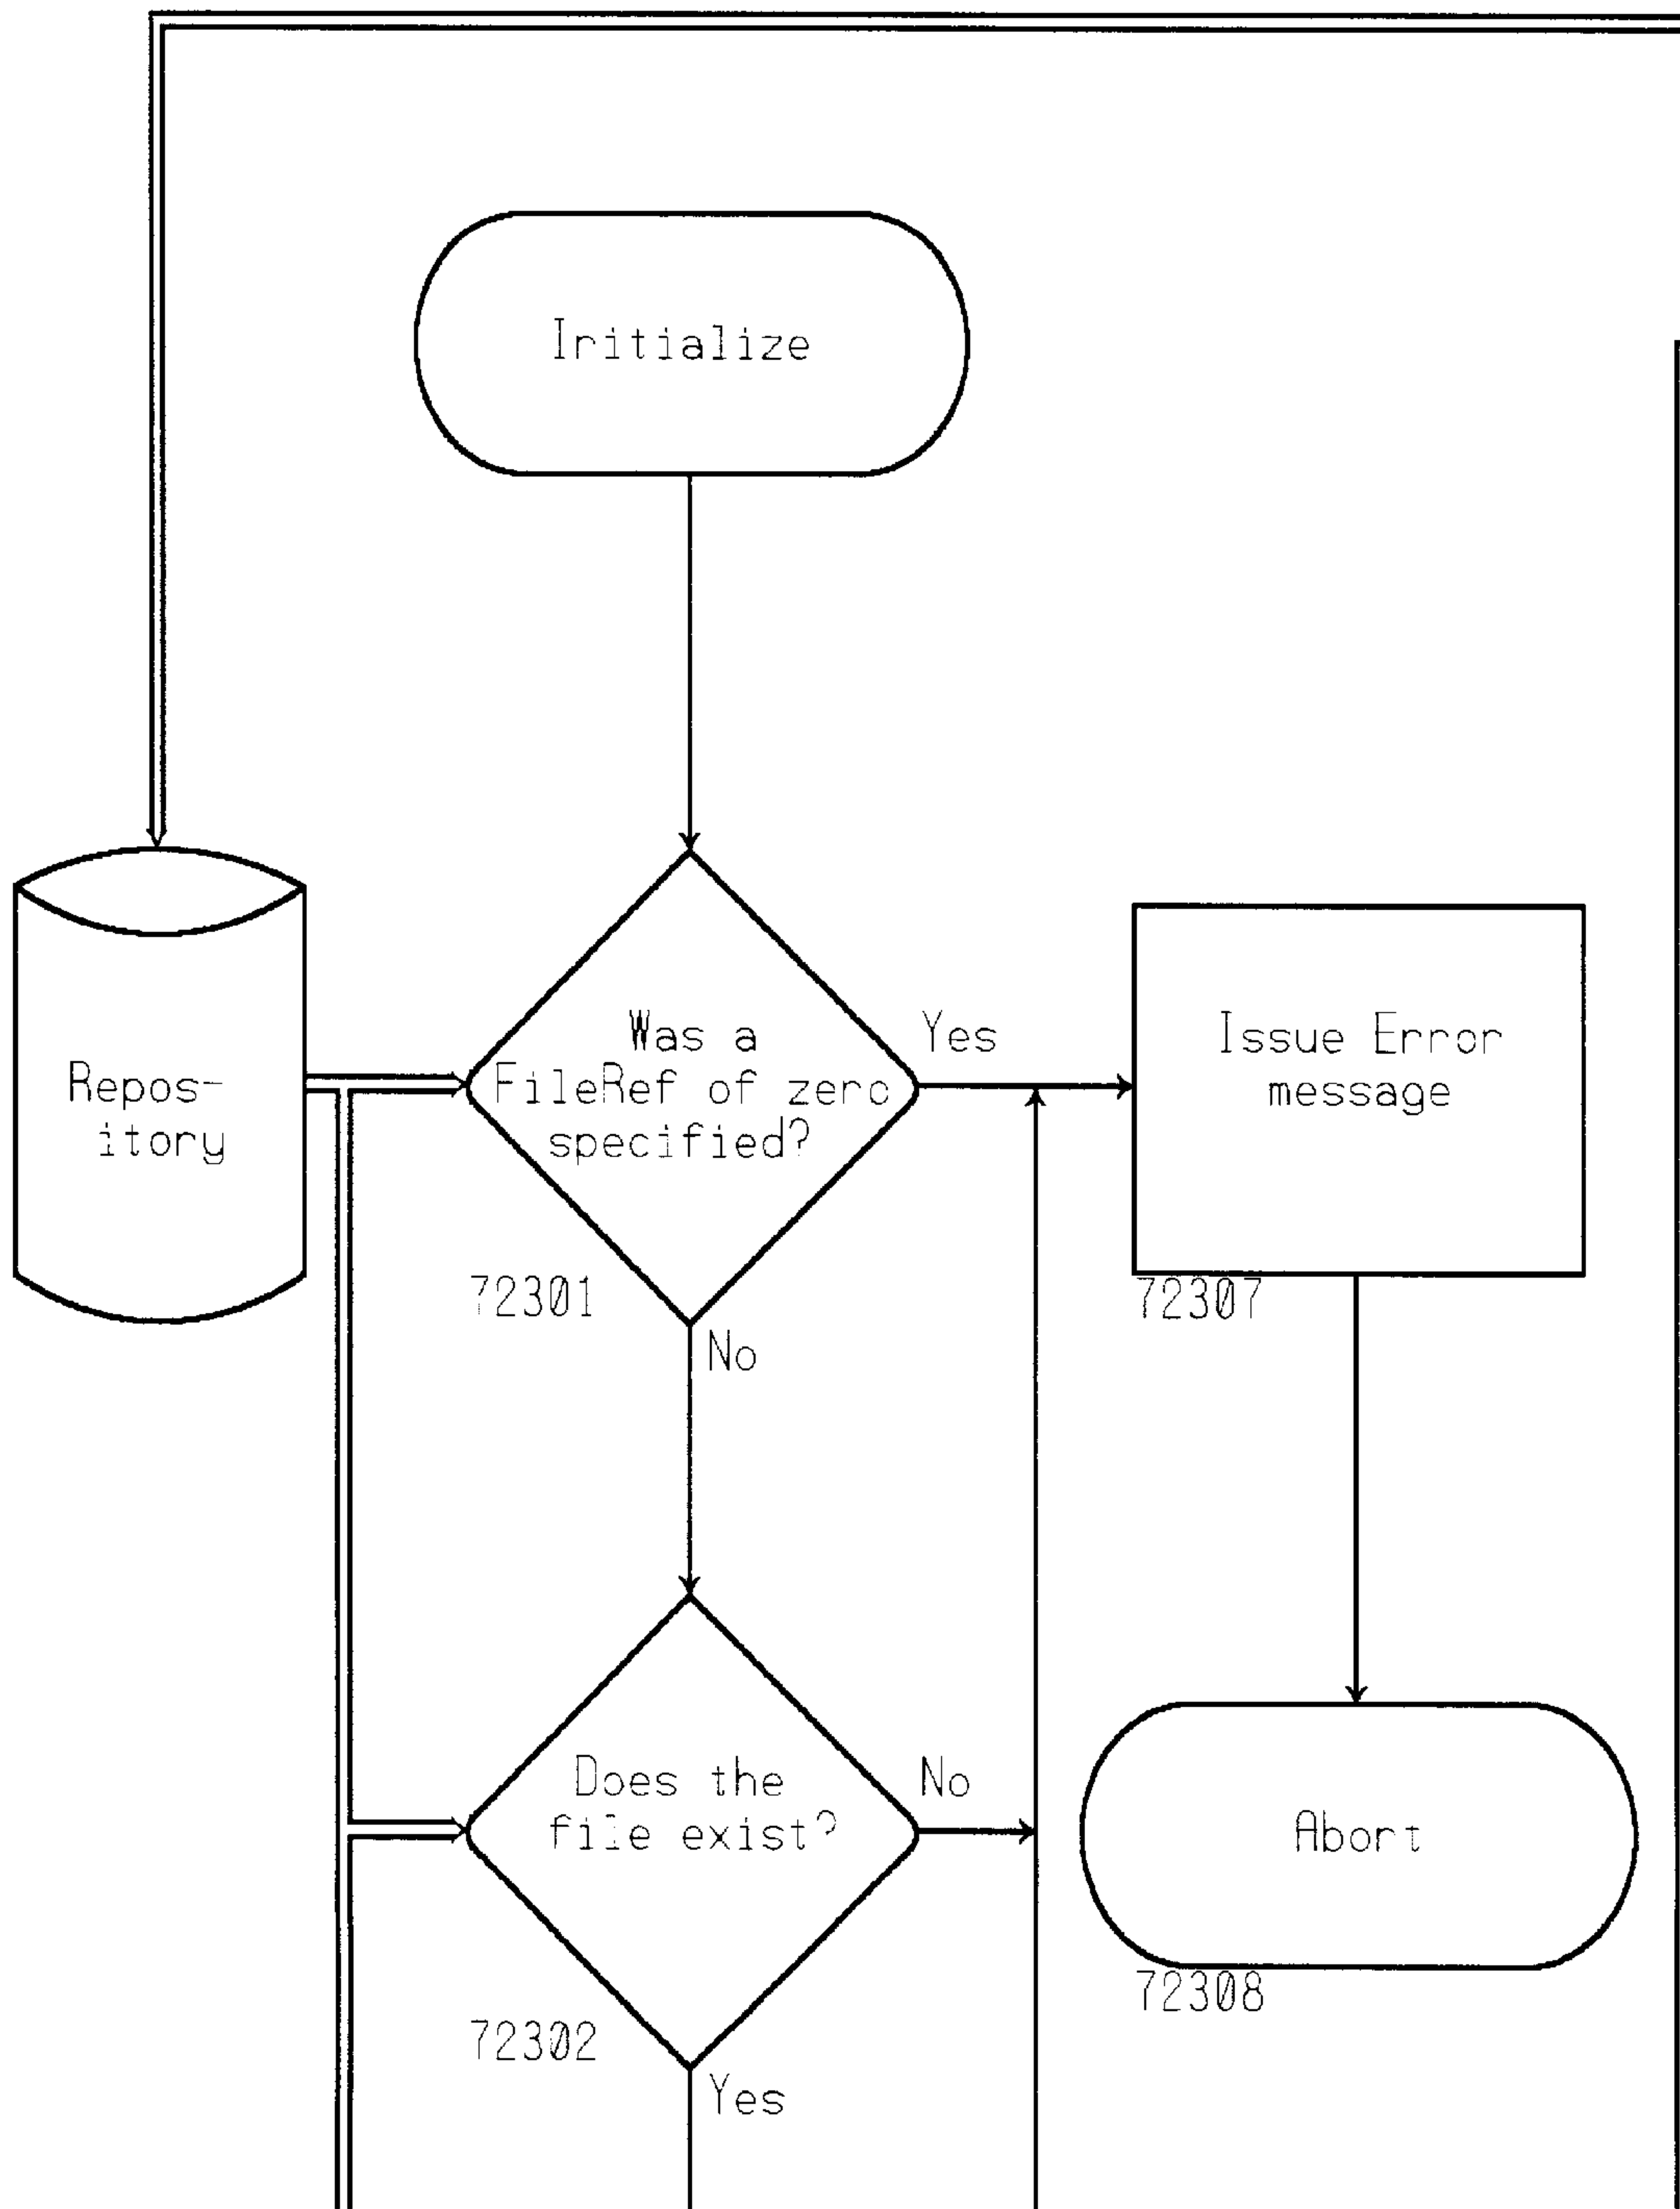 Initialize
Repos-
itory
Was a
FileRef of zero
specified?
Yes
72301
No
Issue Error
message
72307
Does the
file exist?
No
72302
Yes
Abort
72308